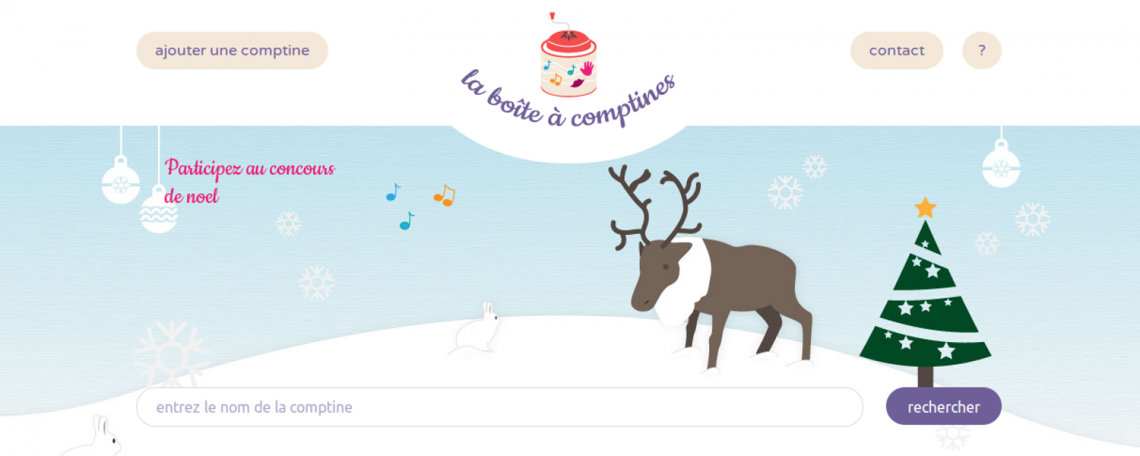 ajouter une comptine
contact
?
la boîte à comptines
Participez au concours
de noel
entrez le nom de la comptine
rechercher